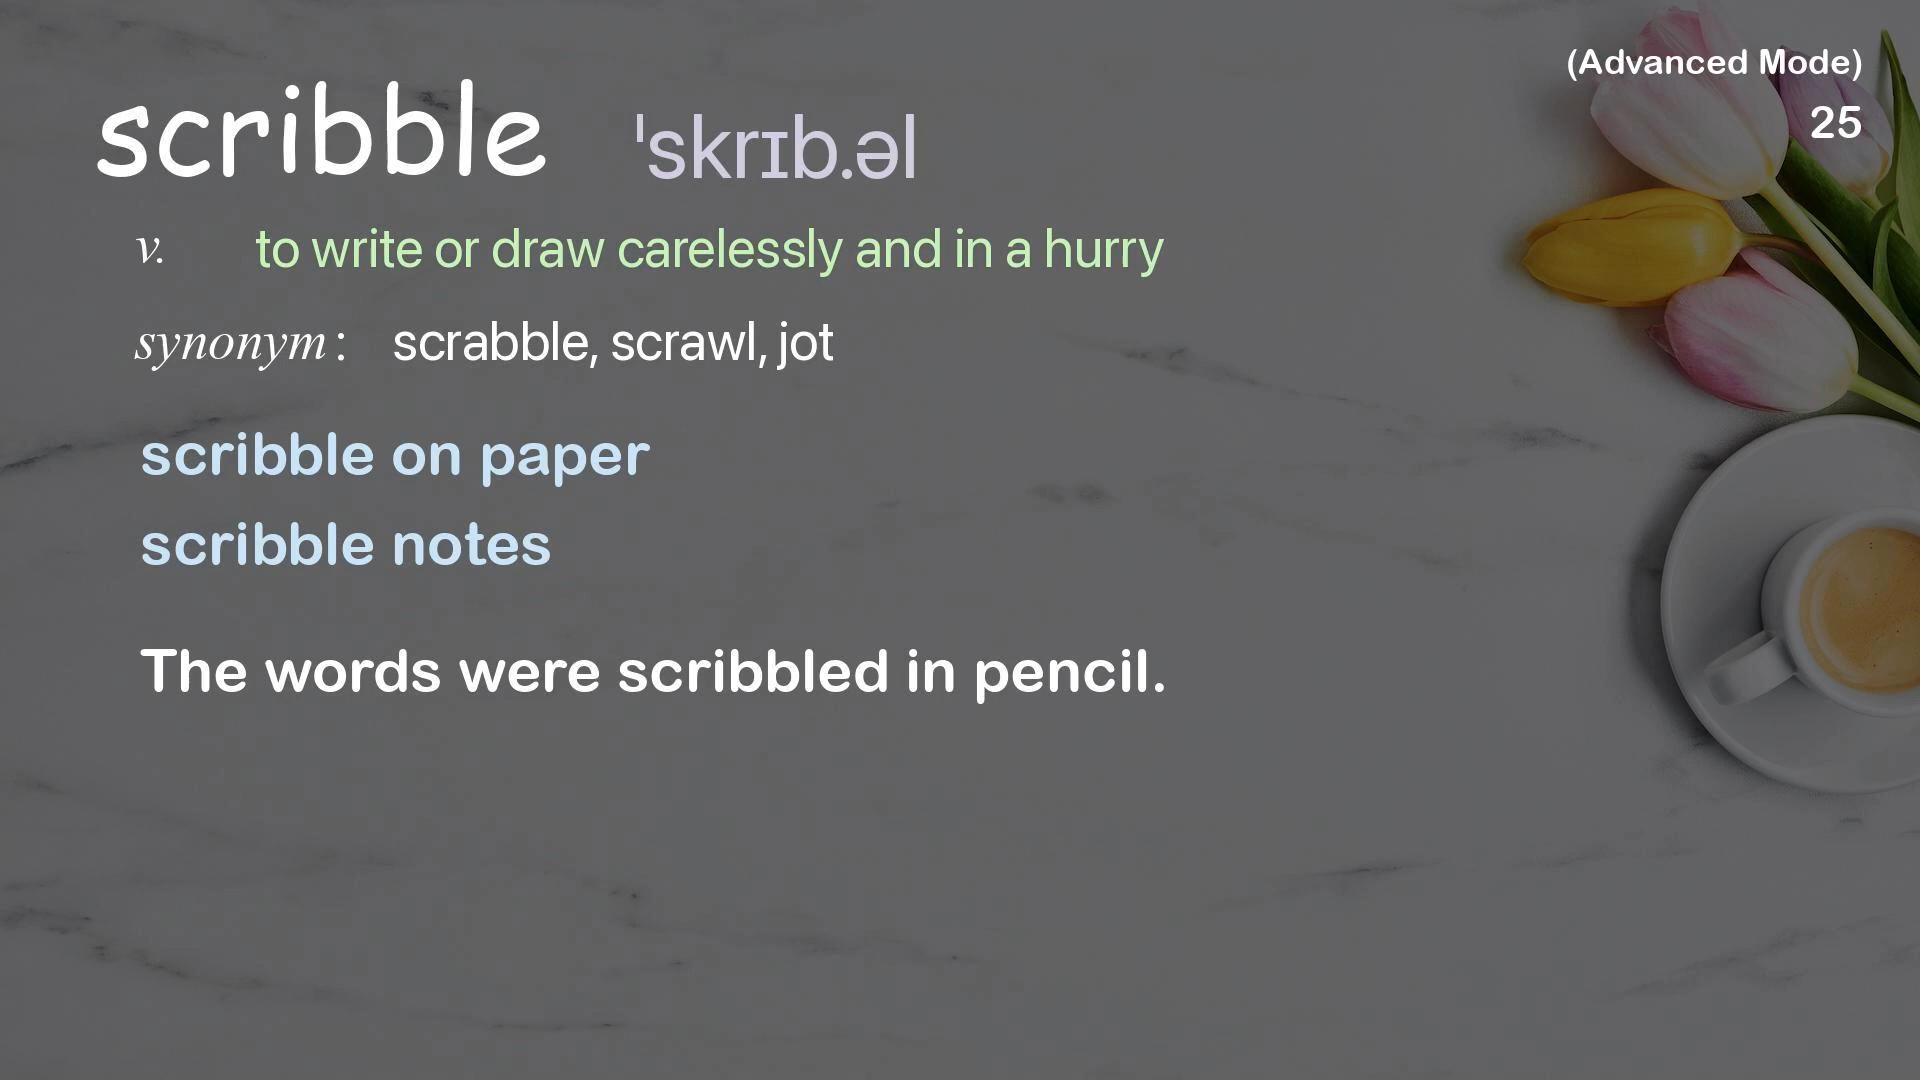 (Advanced Mode)
25
scribble ˈskrɪb.əl
v. to write or draw carelessly and in a hurry
synonym : scrabble, scrawl, jot
scribble on paper
scribble notes
The words were scribbled in pencil.